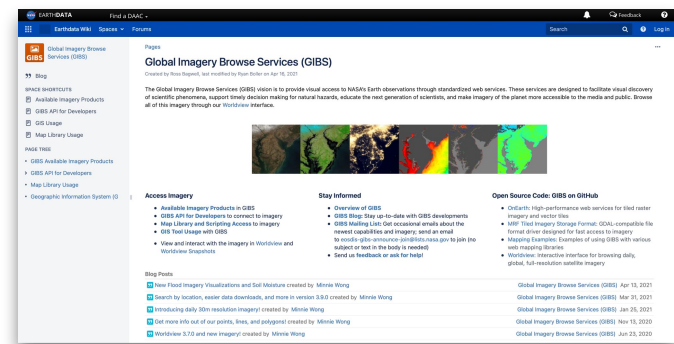 EARTHDATA Find a DAAC Feedback
Earthdata Wiki Spaces Forums Search Log in
GIBS
Global Imagery Browse
Services (GIBS)
Blog
SPACE SHORTCUTS
Available Imagery Products
GIBS API for Developers
GIS Usage
Map Library Usage
PAGE TREE
GIBS Available Imagery Products
GIBS API for Developers
Map Library Usage
Geographic Information System (G
Pages
Global Imagery Browse Services (GIBS)
Created by Ross Bagwell, last modified by Ryan Boller on Apr 16, 2021
The Global Imagery Browse Services (GIBS) vision is to provide visual access to NASA's Earth observations through standardized web services. These services are designed to facilitate visual discovery
of scientific phenomena, support timely decision making for natural hazards, educate the next generation of scientists, and make imagery of the planet more accessible to the media and public. Browse
all of this imagery through our Worldview interface.
Access Imagery
Available Imagery Products in GIBS
GIBS API for Developers to connect to imagery
Map Library and Scripting Access to imagery
GIS Tool Usage with GIBS
View and interact with the imagery in Worldview and
Worldview Snapshots
Stay Informed
Overview of GIBS
GIBS Blog: Stay up-to-date with GIBS developments
GIBS Mailing List: Get occasional emails about the
newest capabilities and imagery; send an email
to eosdis-gibs-announce-join@lists.nasa.gov to join (no
subject or text in the body is needed)
Send us feedback or ask for help!
Open Source Code: GIBS on GitHub
OnEarth: High-performance web services for tiled raster
imagery and vector tiles
MRF Tiled Imagery Storage Format: GDAL-compatible file
format driver designed for fast access to imagery
Mapping Examples: Examples of using GIBS with various
web mapping libraries
Worldview: Interactive interface for browsing daily,
global, full-resolution satellite imagery
Blog Posts
New Flood Imagery Visualizations and Soil Moisture created by Minnie Wong Global Imagery Browse Services (GIBS) Apr 13, 2021
Search by location, easier data downloads, and more in version 3.9.0 created by Minnie Wong Global Imagery Browse Services (GIBS) Mar 31, 2021
Introducing daily 30m resolution imagery! created by Minnie Wong Global Imagery Browse Services (GIBS) Jan 25, 2021
Get more info out of our points, lines, and polygons! created by Minnie Wong Global Imagery Browse Services (GIBS) Nov 13, 2020
Worldview 3.7.0 and new imagery! created by Minnie Wong Global Imagery Browse Services (GIBS) Jun 23, 2020